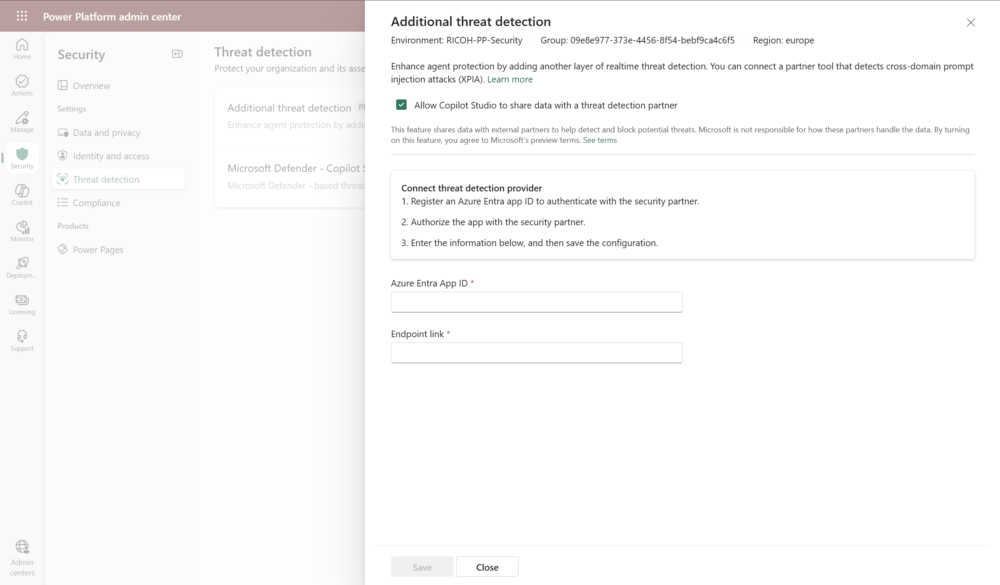 Power Platform admin center
Home
Actions
Manage
Security
Copilot
Monitor
Deploym...
Licensing
Support
Admin
centers
Security
Overview
Settings
Data and privacy
Identity and access
Threat detection
Compliance
Products
Power Pages
Threat detection
Protect your organization and its asse
Additional threat detection
Enhance agent protection by addin
Microsoft Defender - Copilot S
Microsoft Defender - based threat
Additional threat detection
Environment: RICOH-PP-Security
Group: 09e8e977-373e-4456-8f54-bebf9ca4c6f5
Region: europe
Enhance agent protection by adding another layer of realtime threat detection. You can connect a partner tool that detects cross-domain prompt
injection attacks (XPIA). Learn more
Allow Copilot Studio to share data with a threat detection partner
This feature shares data with external partners to help detect and block potential threats. Microsoft is not responsible for how these partners handle the data. By turning
on this feature, you agree to Microsoft's preview terms. See terms
Connect threat detection provider
1. Register an Azure Entra app ID to authenticate with the security partner.
2. Authorize the app with the security partner.
3. Enter the information below, and then save the configuration.
Azure Entra App ID *
Endpoint link *
Save
Close